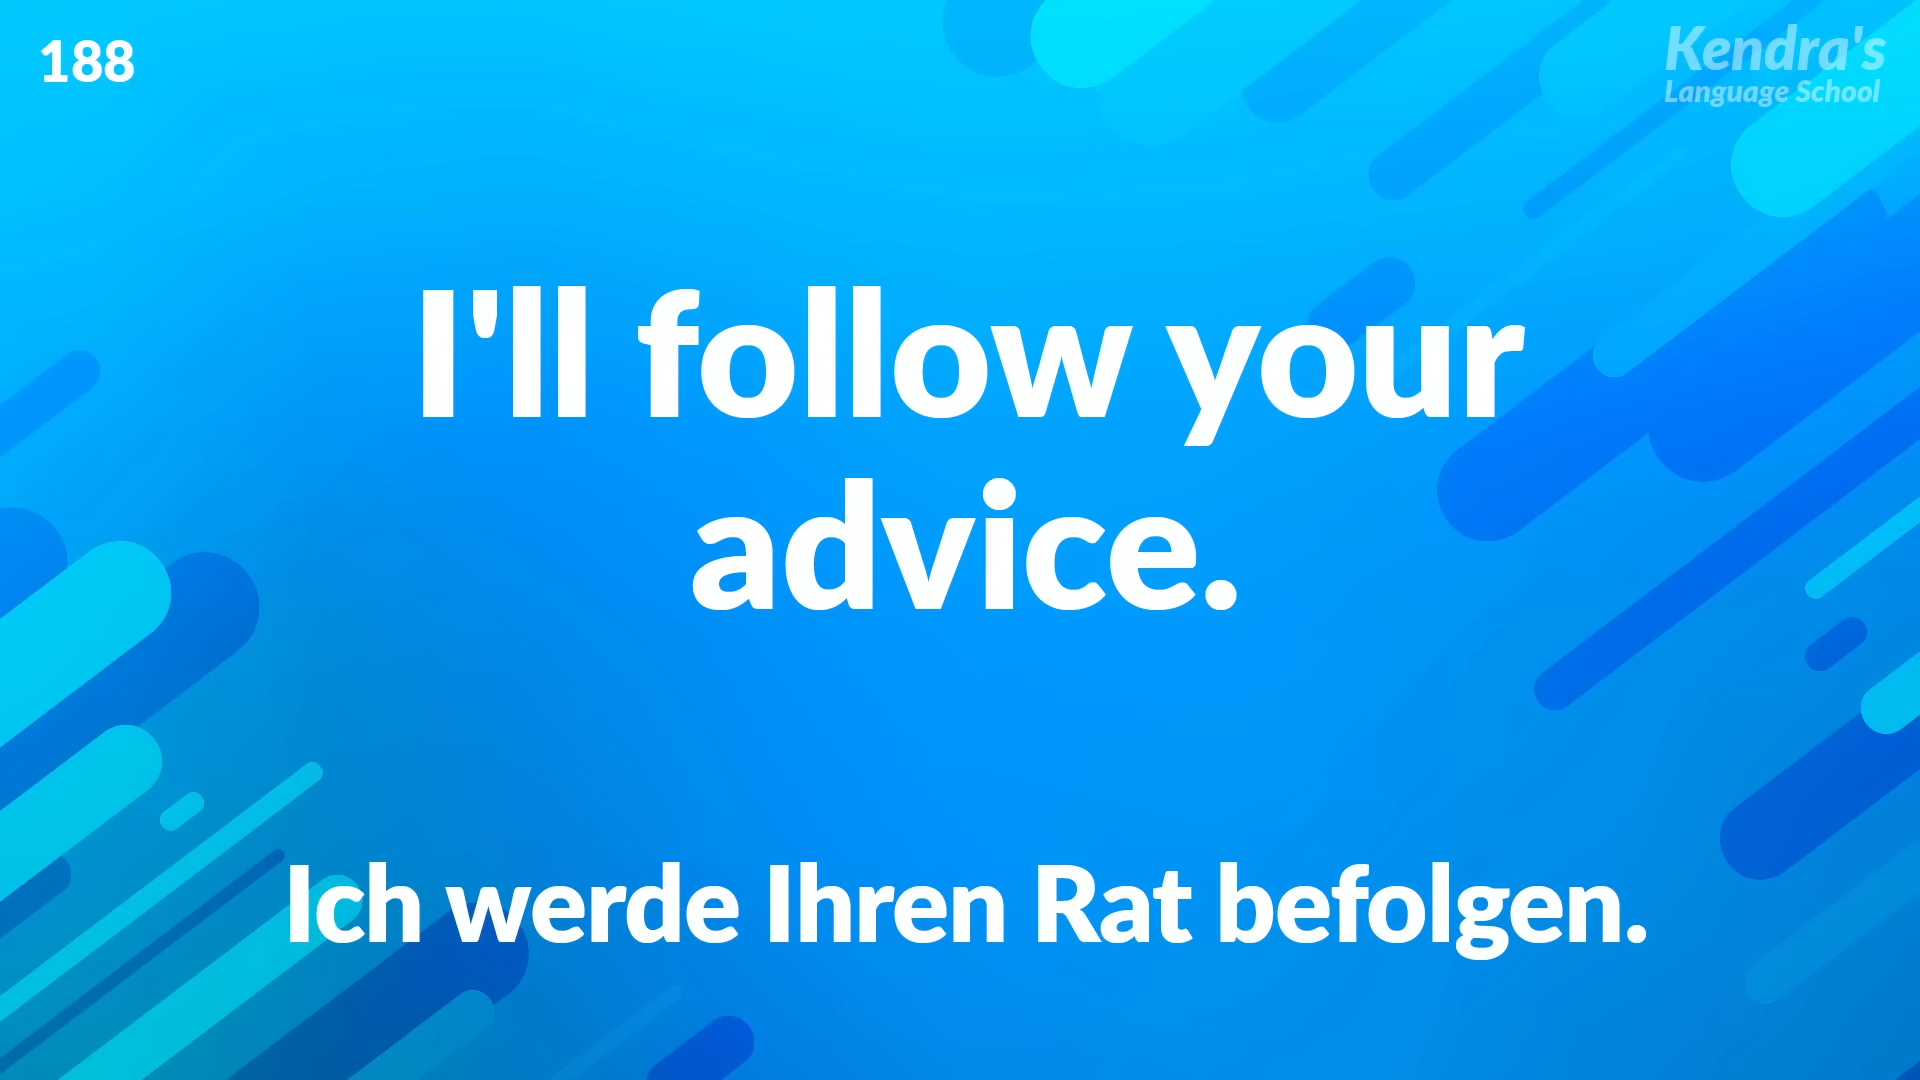 188
Kendra's
Language School
I'll follow your
advice.
Ich werde Ihren Rat befolgen.